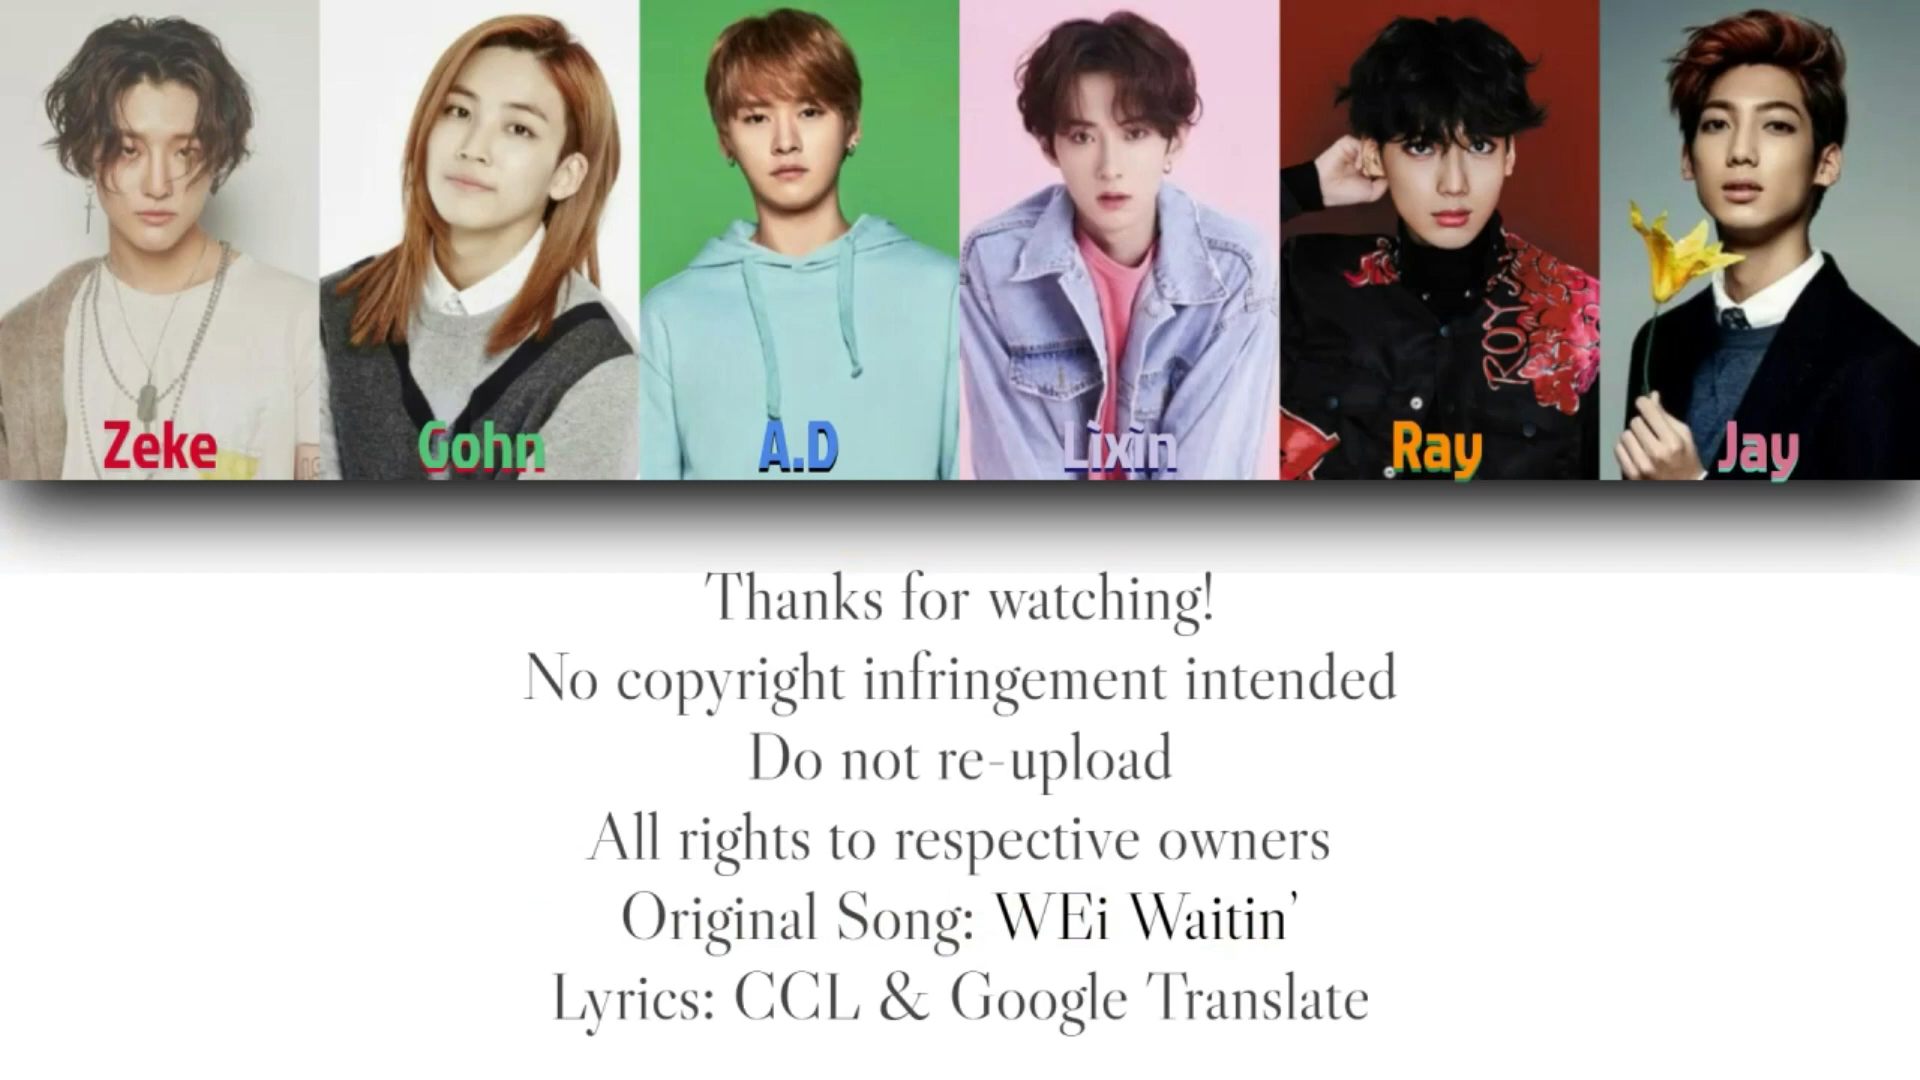 Zeke
Gohn
A.D
Lixin
Ray
Jay
ROY
Thanks for watching!
No copyright infringement intended
Do not re-upload
All rights to respective owners
Original Song: WEi Waitin’
Lyrics: CCL & Google Translate